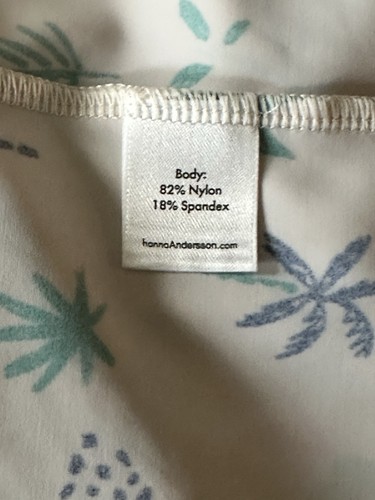 Body:
82% Nylon
18% Spandex
hannaAndersson.com